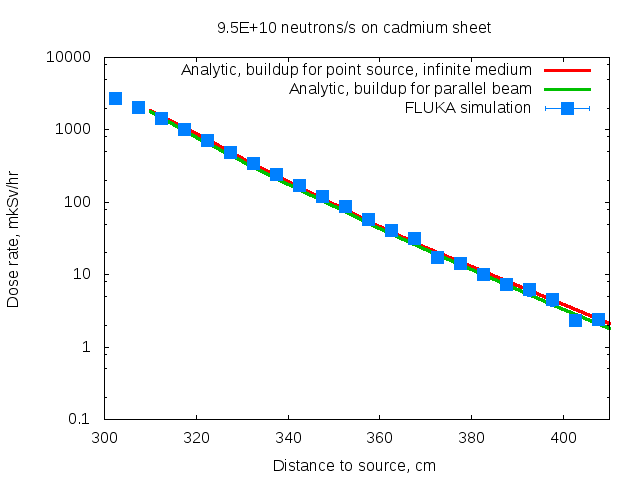 9.5E+10 neutrons/s on cadmium sheet
10000
1000
100
10
1
0.1
Dose rate, mkSv/hr
Analytic, buildup for point source, infinite medium
Analytic, buildup for parallel beam
FLUKA simulation
300 320 340 360 380 400
Distance to source, cm